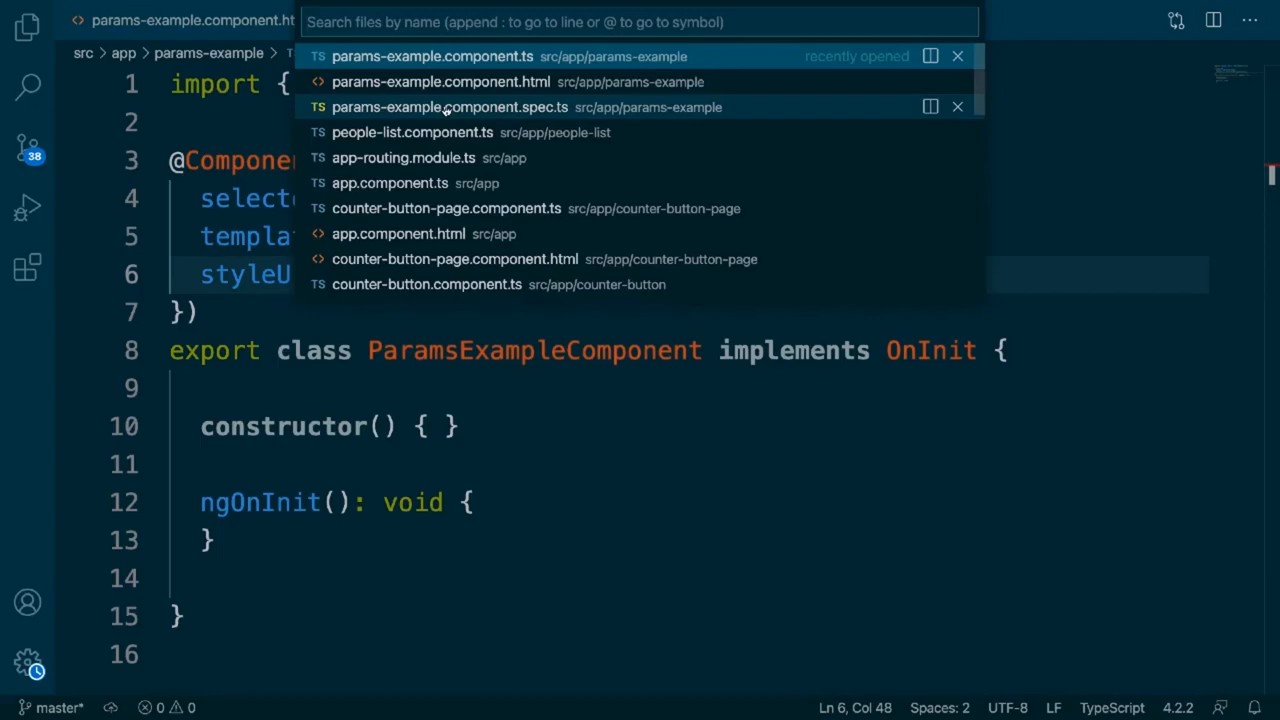 params-example.component.ht
Search files by name (append : to go to line or @ to go to symbol)
src > app > params-example > TS
TS params-example.component.ts src/app/params-example recently opened
<> params-example.component.html src/app/params-example
TS params-example.component.spec.ts src/app/params-example
TS people-list.component.ts src/app/people-list
TS app-routing.module.ts src/app
TS app.component.ts src/app
TS counter-button-page.component.ts src/app/counter-button-page
<> app.component.html src/app
<> counter-button-page.component.html src/app/counter-button-page
TS counter-button.component.ts src/app/counter-button
1 import {
2
3 @Compone
4 selecto
5 templa
6 styleU
7 })
8 export class ParamsExampleComponent implements OnInit {
9
10 constructor() { }
11
12 ngOnInit(): void {
13 }
14
15 }
16
38
master* 0 0 Ln 6, Col 48 Spaces: 2 UTF-8 LF TypeScript 4.2.2